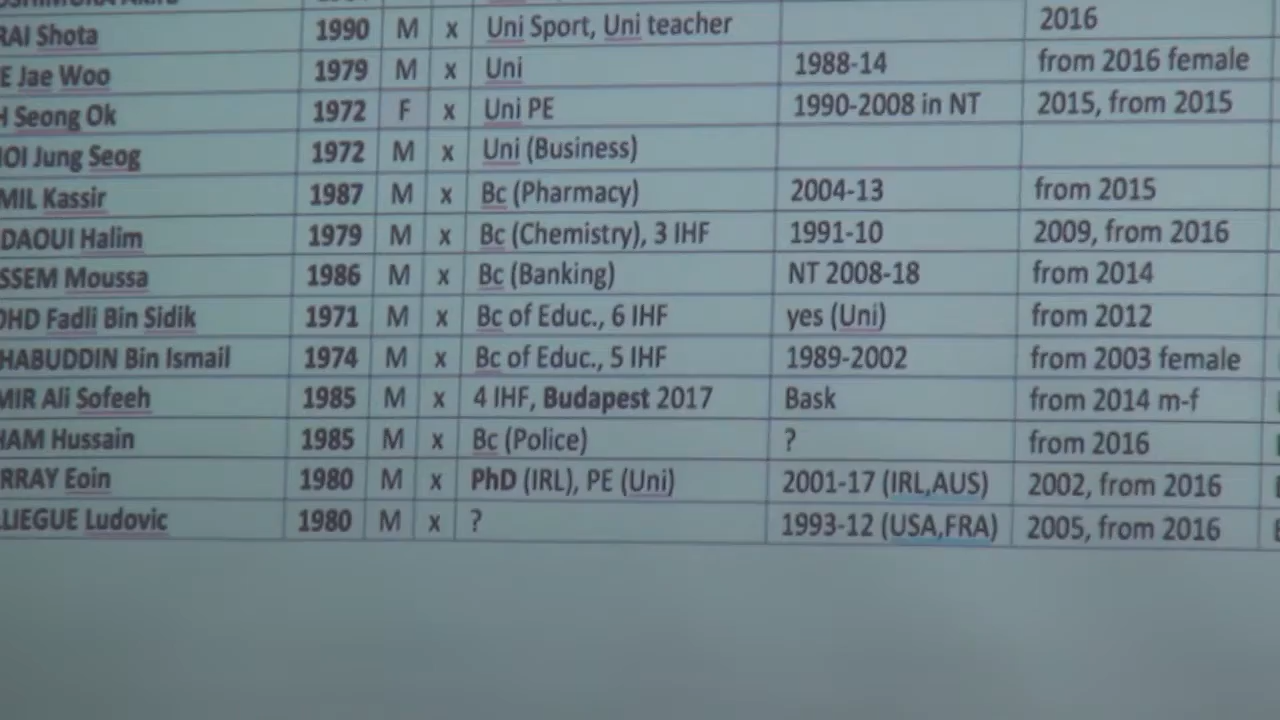 RAI Shota 1990 M x Uni Sport, Uni teacher 2016
E Jae Woo 1979 M x Uni 1988-14 from 2016 female
H Seong Ok 1972 F x Uni PE 1990-2008 in NT 2015, from 2015
IOI Jung Seog 1972 M x Uni (Business)
MIL Kassir 1987 M x Bc (Pharmacy) 2004-13 from 2015
DAOUI Halim 1979 M x Bc (Chemistry), 3 IHF 1991-10 2009, from 2016
SSEM Moussa 1986 M x Bc (Banking) NT 2008-18 from 2014
OHD Fadli Bin Sidik 1971 M x Bc of Educ., 6 IHF yes (Uni) from 2012
HABUDDIN Bin Ismail 1974 M x Bc of Educ., 5 IHF 1989-2002 from 2003 female
MIR Ali Sofeeh 1985 M x 4 IHF, Budapest 2017 Bask from 2014 m-f
HAM Hussain 1985 M x Bc (Police) ? from 2016
RRAY Eoin 1980 M x PhD (IRL), PE (Uni) 2001-17 (IRL,AUS) 2002, from 2016
LUEGUE Ludovic 1980 M x ? 1993-12 (USA,FRA) 2005, from 2016